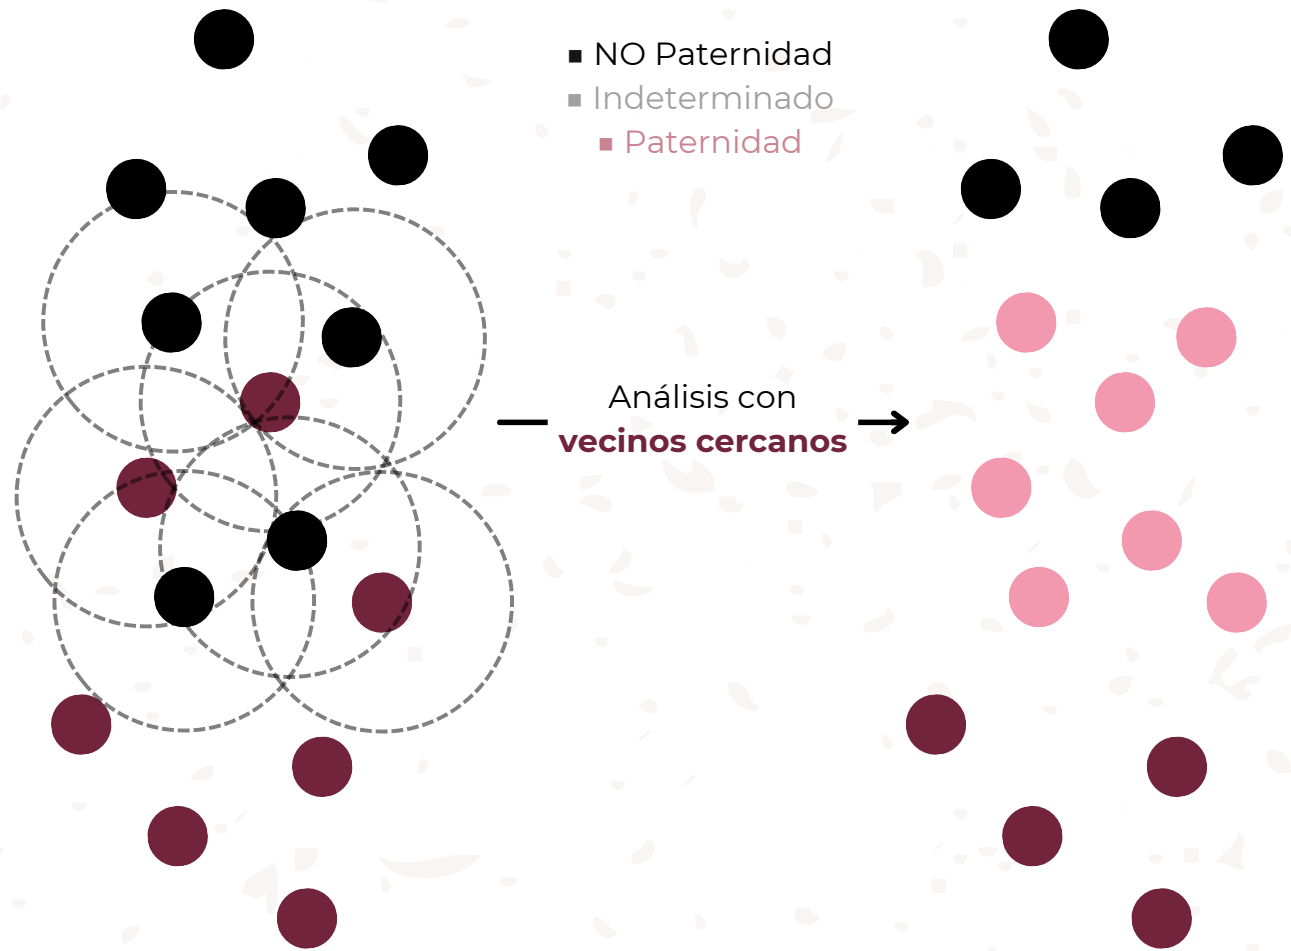 NO Paternidad
Indeterminado
Paternidad
Análisis con
vecinos cercanos